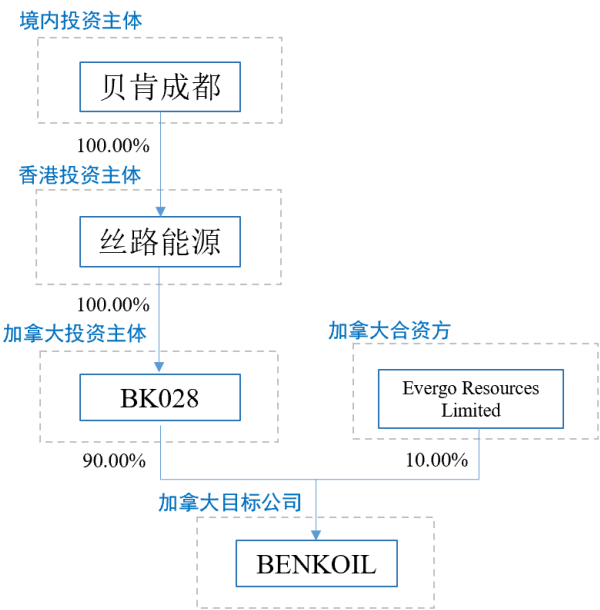 境内投资主体
贝肯成都
100.00%
香港投资主体
丝路能源
100.00%
加拿大投资主体
加拿大合资方
BK028
Evergo Resources
Limited
90.00%
10.00%
加拿大目标公司
BENKOIL